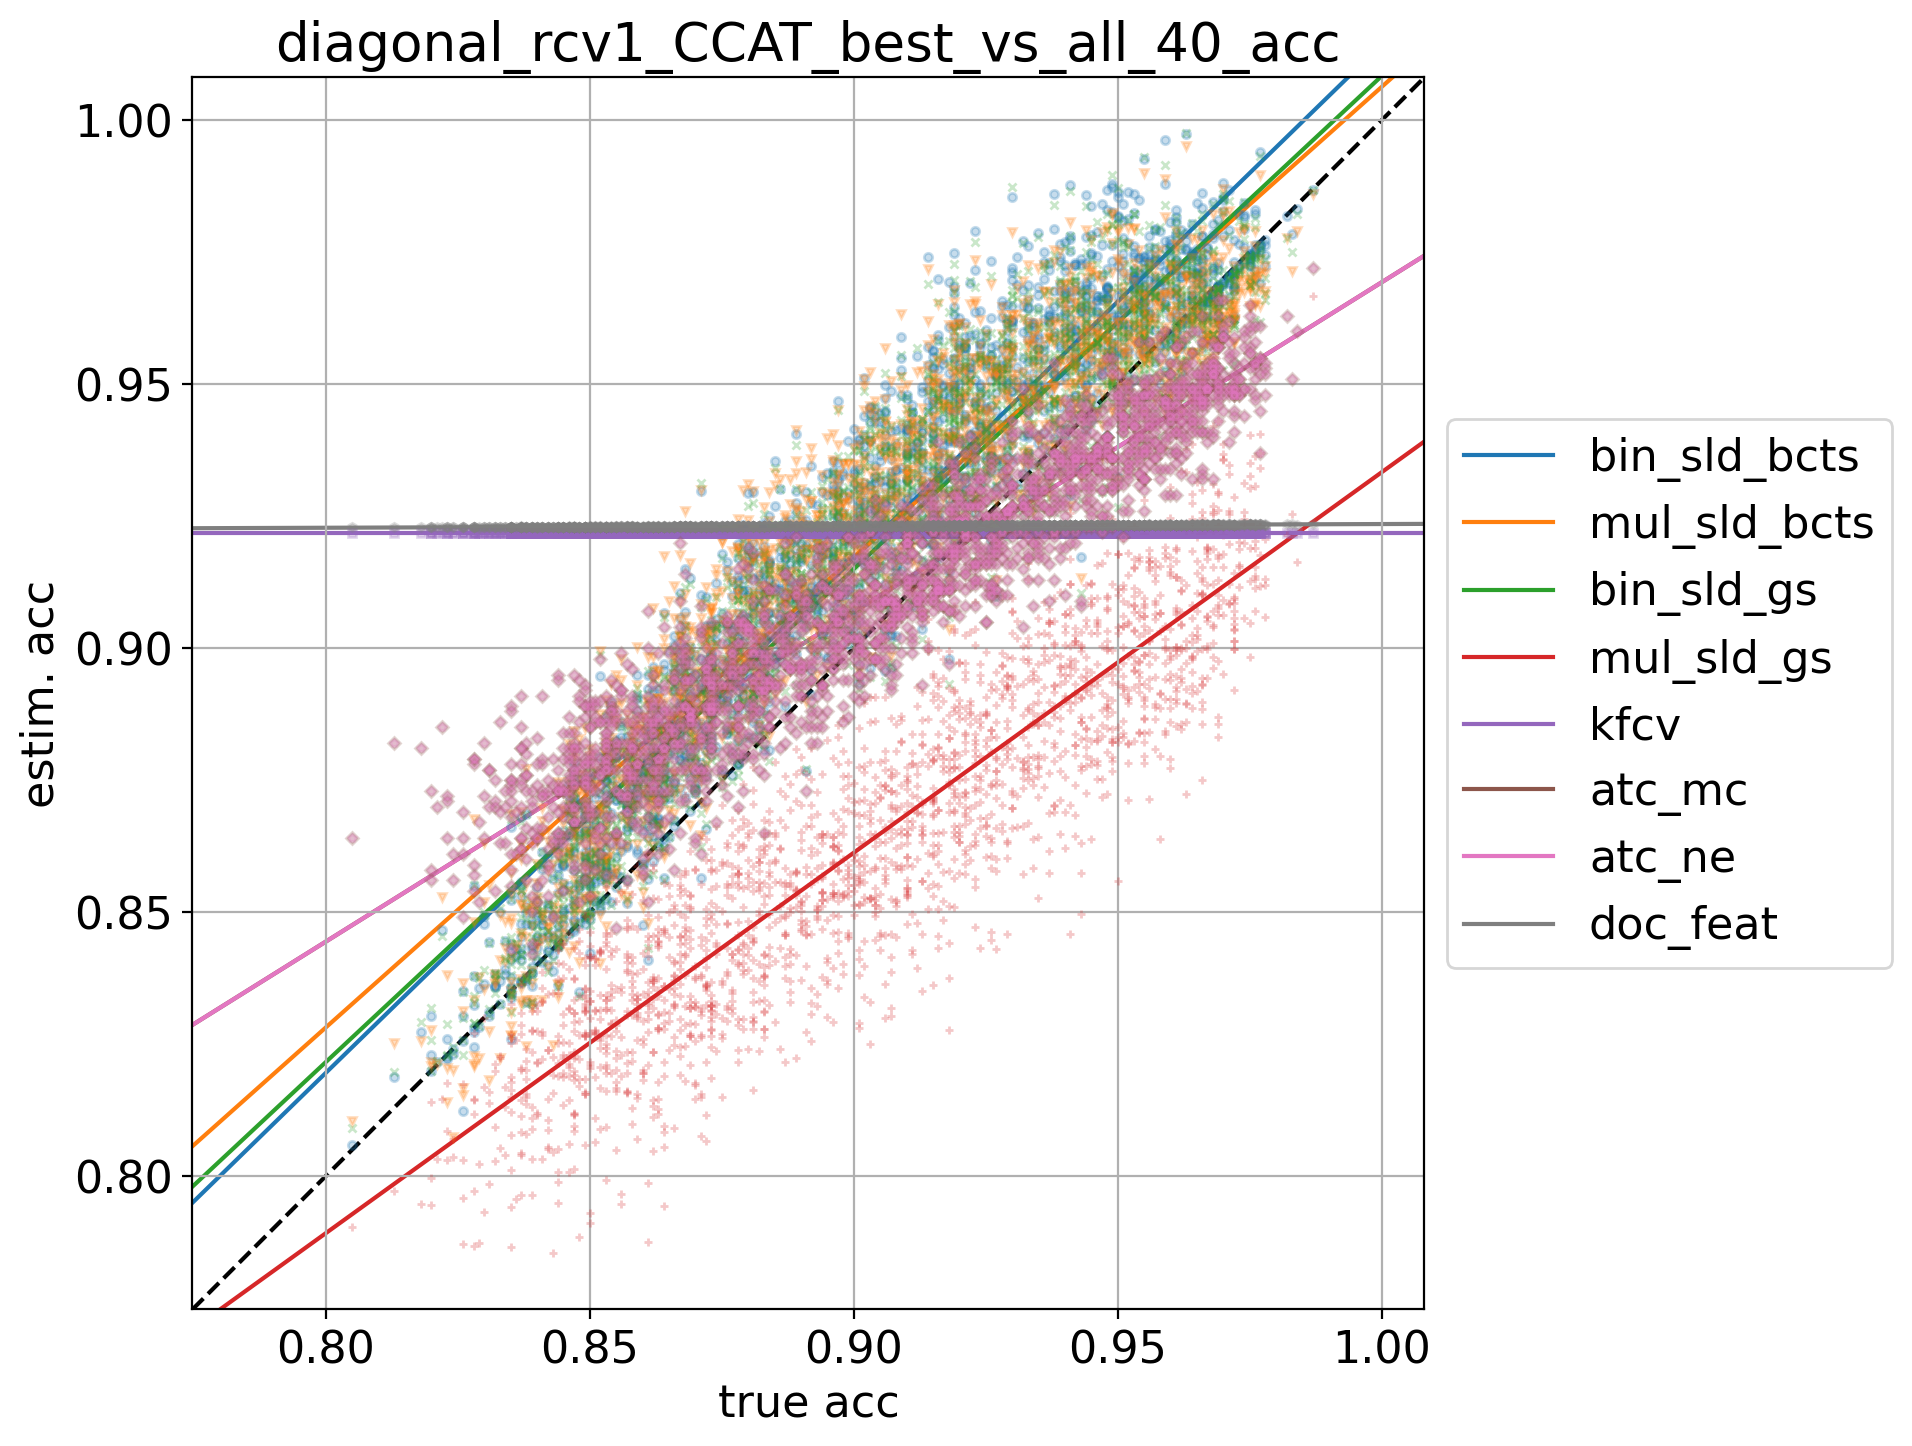 diagonal_rcv1_CCAT_best_vs_all_40_acc
1.00
0.95
0.90
0.85
0.80
estim. acc
0.80 0.85 0.90 0.95 1.00
true acc
bin_sld_bcts
mul_sld_bcts
bin_sld_gs
mul_sld_gs
kfcv
atc_mc
atc_ne
doc_feat